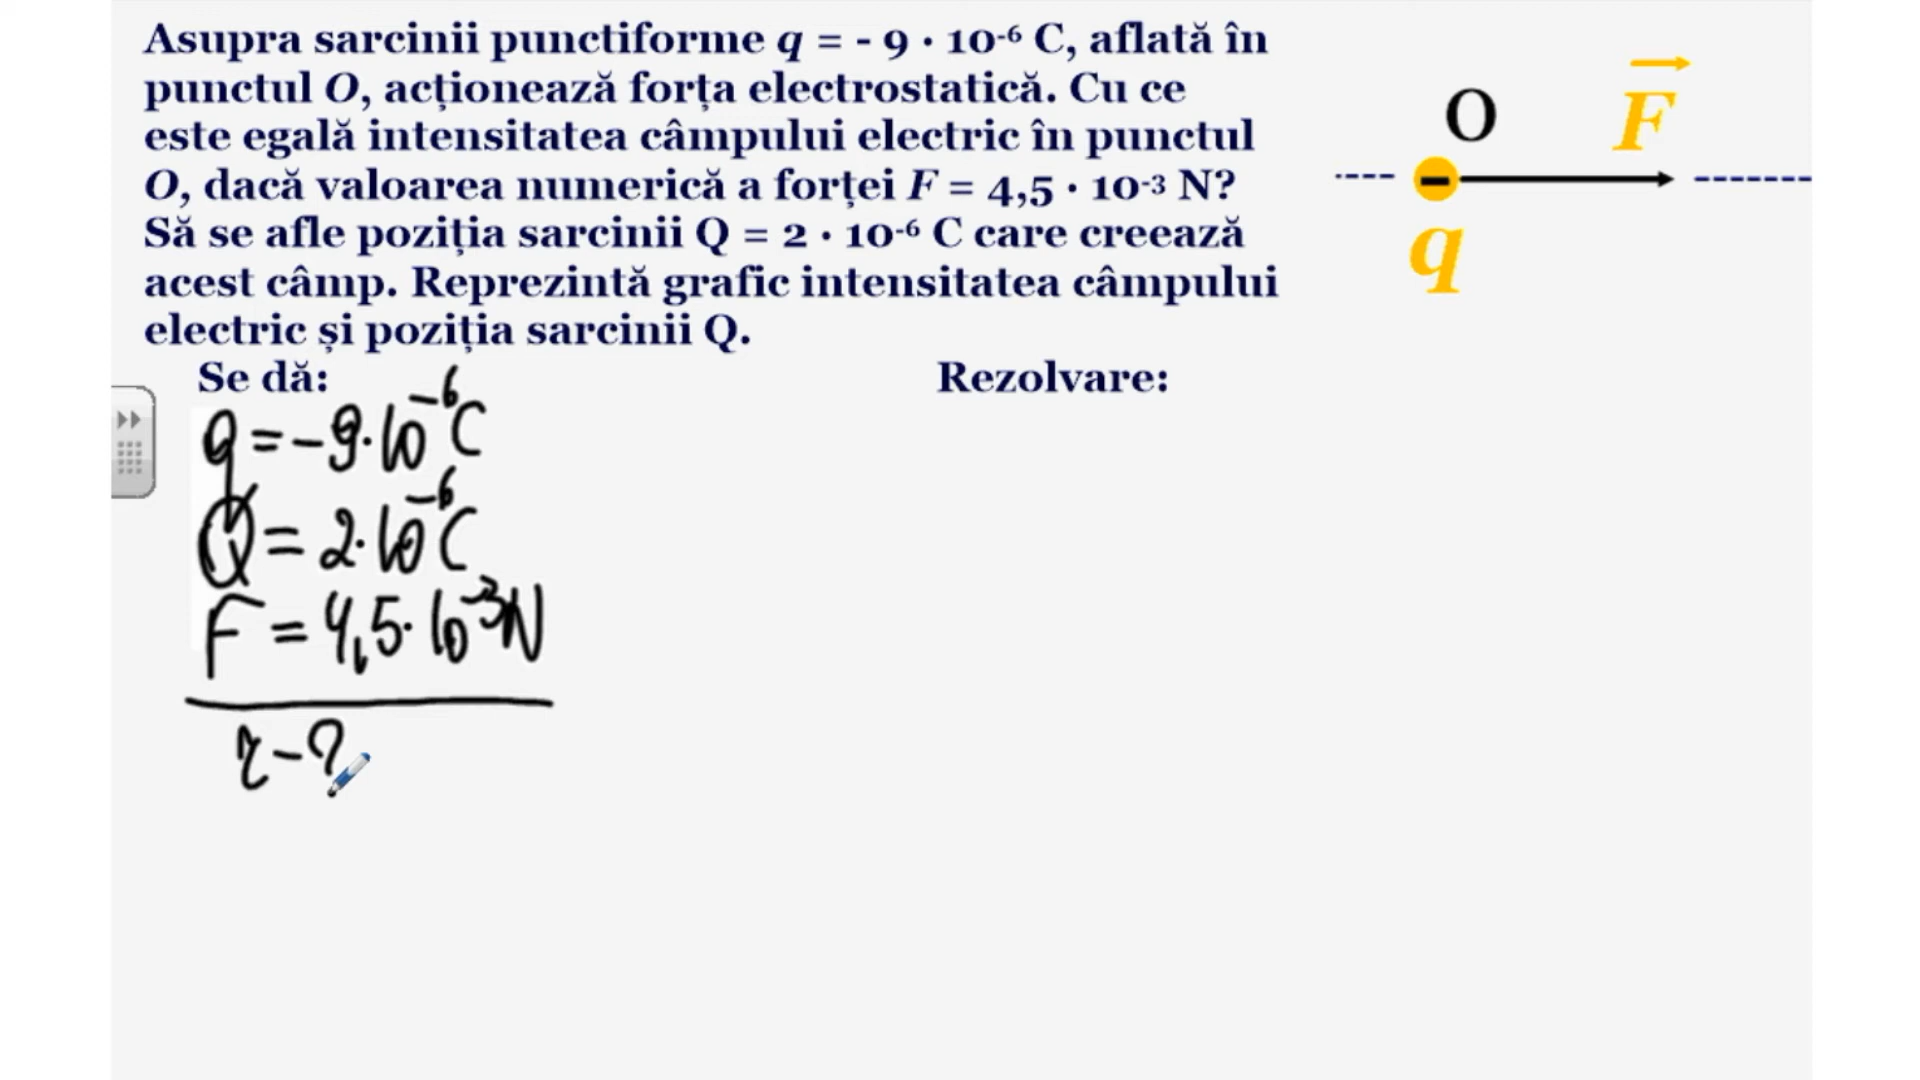 Asupra sarcinii punctiforme q = - 9 · 10⁻⁶ C, aflată în
punctul O, acționează forța electrostatică. Cu ce
este egală intensitatea câmpului electric în punctul
O, dacă valoarea numerică a forței F = 4,5 · 10⁻³ N?
Să se afle poziția sarcinii Q = 2 · 10⁻⁶ C care creează
acest câmp. Reprezintă grafic intensitatea câmpului
electric și poziția sarcinii Q.
O
F
q
Se dă:
Rezolvare:
q = -9·10⁻⁶C
Q = 2·10⁻⁶C
F = 4,5·10⁻³N
r - ?